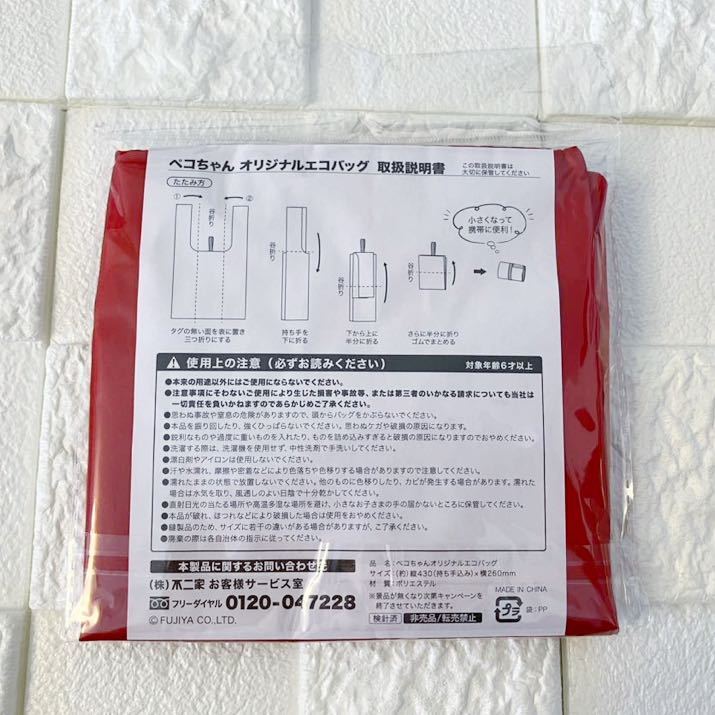 ペコちゃん オリジナルエコバッグ 取扱説明書
この取扱説明書は
大切に保管してください
たたみ方
① ②
谷折り
谷折り
谷折り
谷折り
小さくなって
携帯に便利！
タグの無い面を表に置き
三つ折りにする
持ち手を
下に折る
下から上に
半分に折る
さらに半分に折り
ゴムでまとめる
使用上の注意（必ずお読みください） 対象年齢6才以上
●本来の用途以外にはご使用にならないでください。
●注意事項にそわないご使用により生じた損害や事故等、または第三者のいかなる請求についても当社は
一切責任を負いかねますのであらかじめご了承ください。
●思わぬ事故や窒息の危険がありますので、頭からバッグをかぶらないでください。
●本品を振り回したり、強くひっぱらないでください。思わぬケガや破損の原因になります。
●鋭利なものや過度に重いものを入れたり、ものを詰め込みすぎると破損の原因になりますのでおやめください。
●洗濯する際は、洗濯機を使用せず、中性洗剤で手洗いしてください。
●漂白剤やアイロンは使用しないでください。
●汗や水濡れ、摩擦や密着などにより色落ちや色移りする場合がありますので注意してください。
●濡れたままの状態で放置しないでください。他のものに色移りしたり、カビが発生する場合があります。濡れた
場合は水気を取り、風通しのよい日陰で十分乾かしてください。
●直射日光の当たる場所や高温多湿な場所を避け、小さなお子さまの手の届かないところに保管してください。
●本品が破れ、ほつれなどにより破損した場合は使用をおやめください。
●縫製品のため、サイズに若干の違いがある場合がありますが、ご了承ください。
●廃棄の際は各自治体の指示に従ってください。
本製品に関するお問い合わせ先
(株)不二家 お客様サービス室
フリーダイヤル 0120-047228
©FUJIYA CO.,LTD.
品 名：ペコちゃんオリジナルエコバッグ
サイズ：(約)縦430(持ち手込み)×横260mm
材 質：ポリエステル
※景品が無くなり次第キャンペーンを
終了させていただきます。
検針済 非売品/転売禁止
MADE IN CHINA
プラ 袋：PP